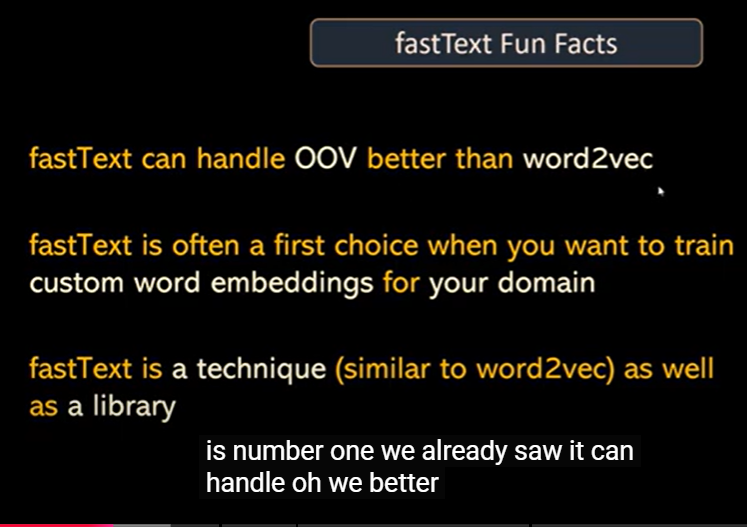 fastText Fun Facts
fastText can handle OOV better than word2vec
fastText is often a first choice when you want to train
custom word embeddings for your domain
fastText is a technique (similar to word2vec) as well
as a library
is number one we already saw it can
handle oh we better